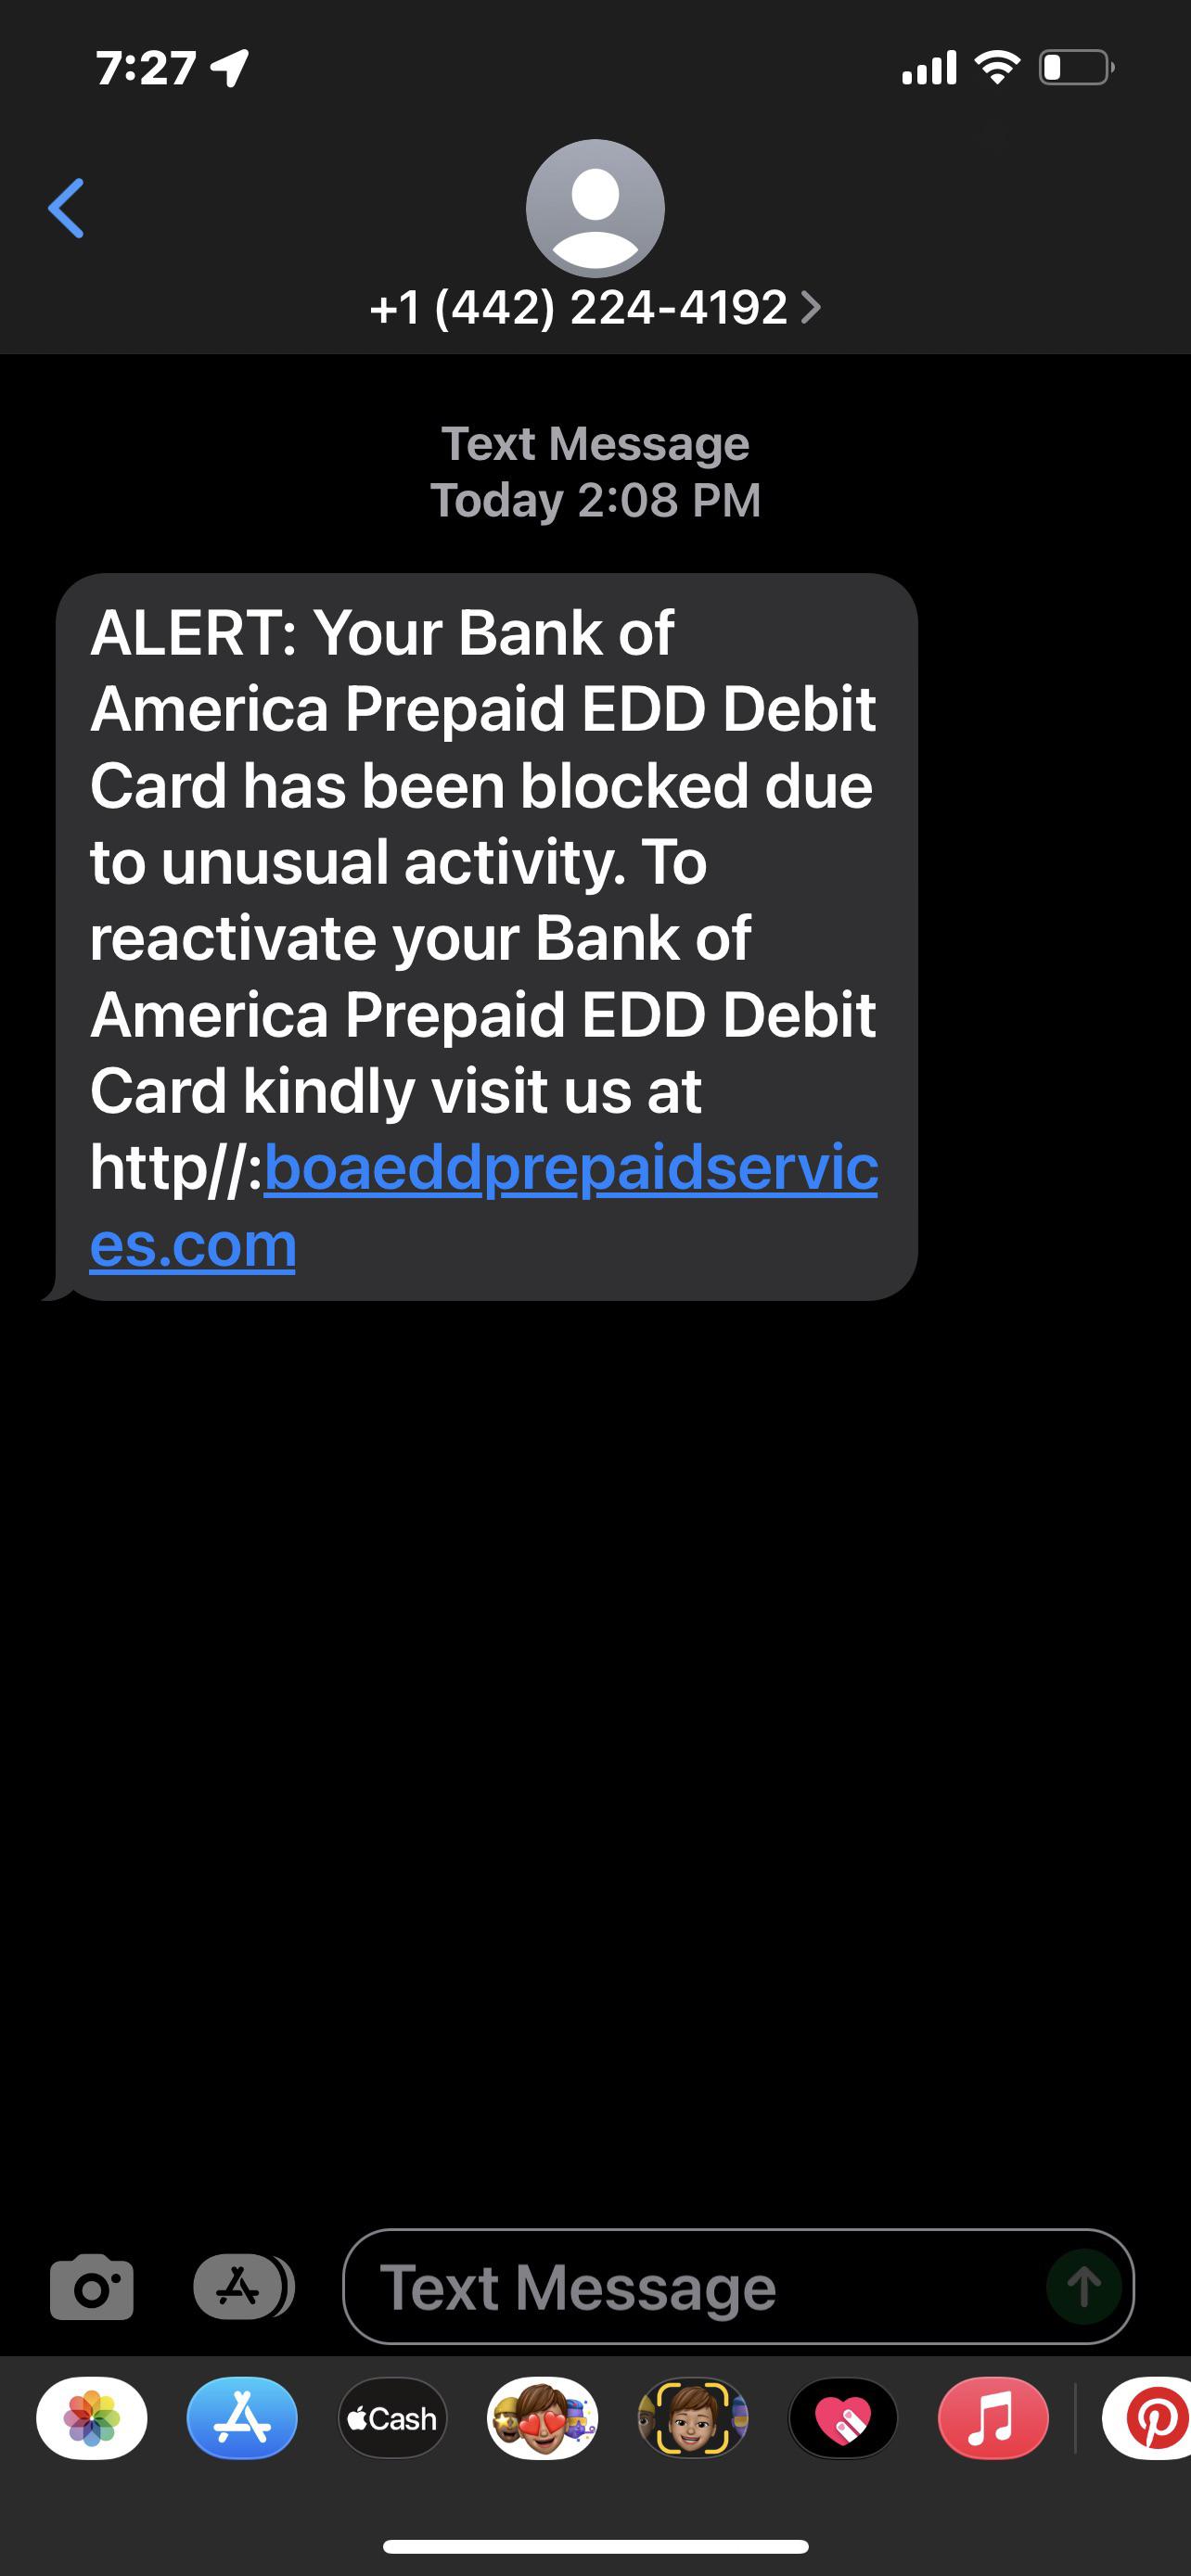 7:27
+1 (442) 224-4192
Text Message
Today 2:08 PM
ALERT: Your Bank of
America Prepaid EDD Debit
Card has been blocked due
to unusual activity. To
reactivate your Bank of
America Prepaid EDD Debit
Card kindly visit us at
http//:boaeddprepaidservic
es.com
Text Message
Cash